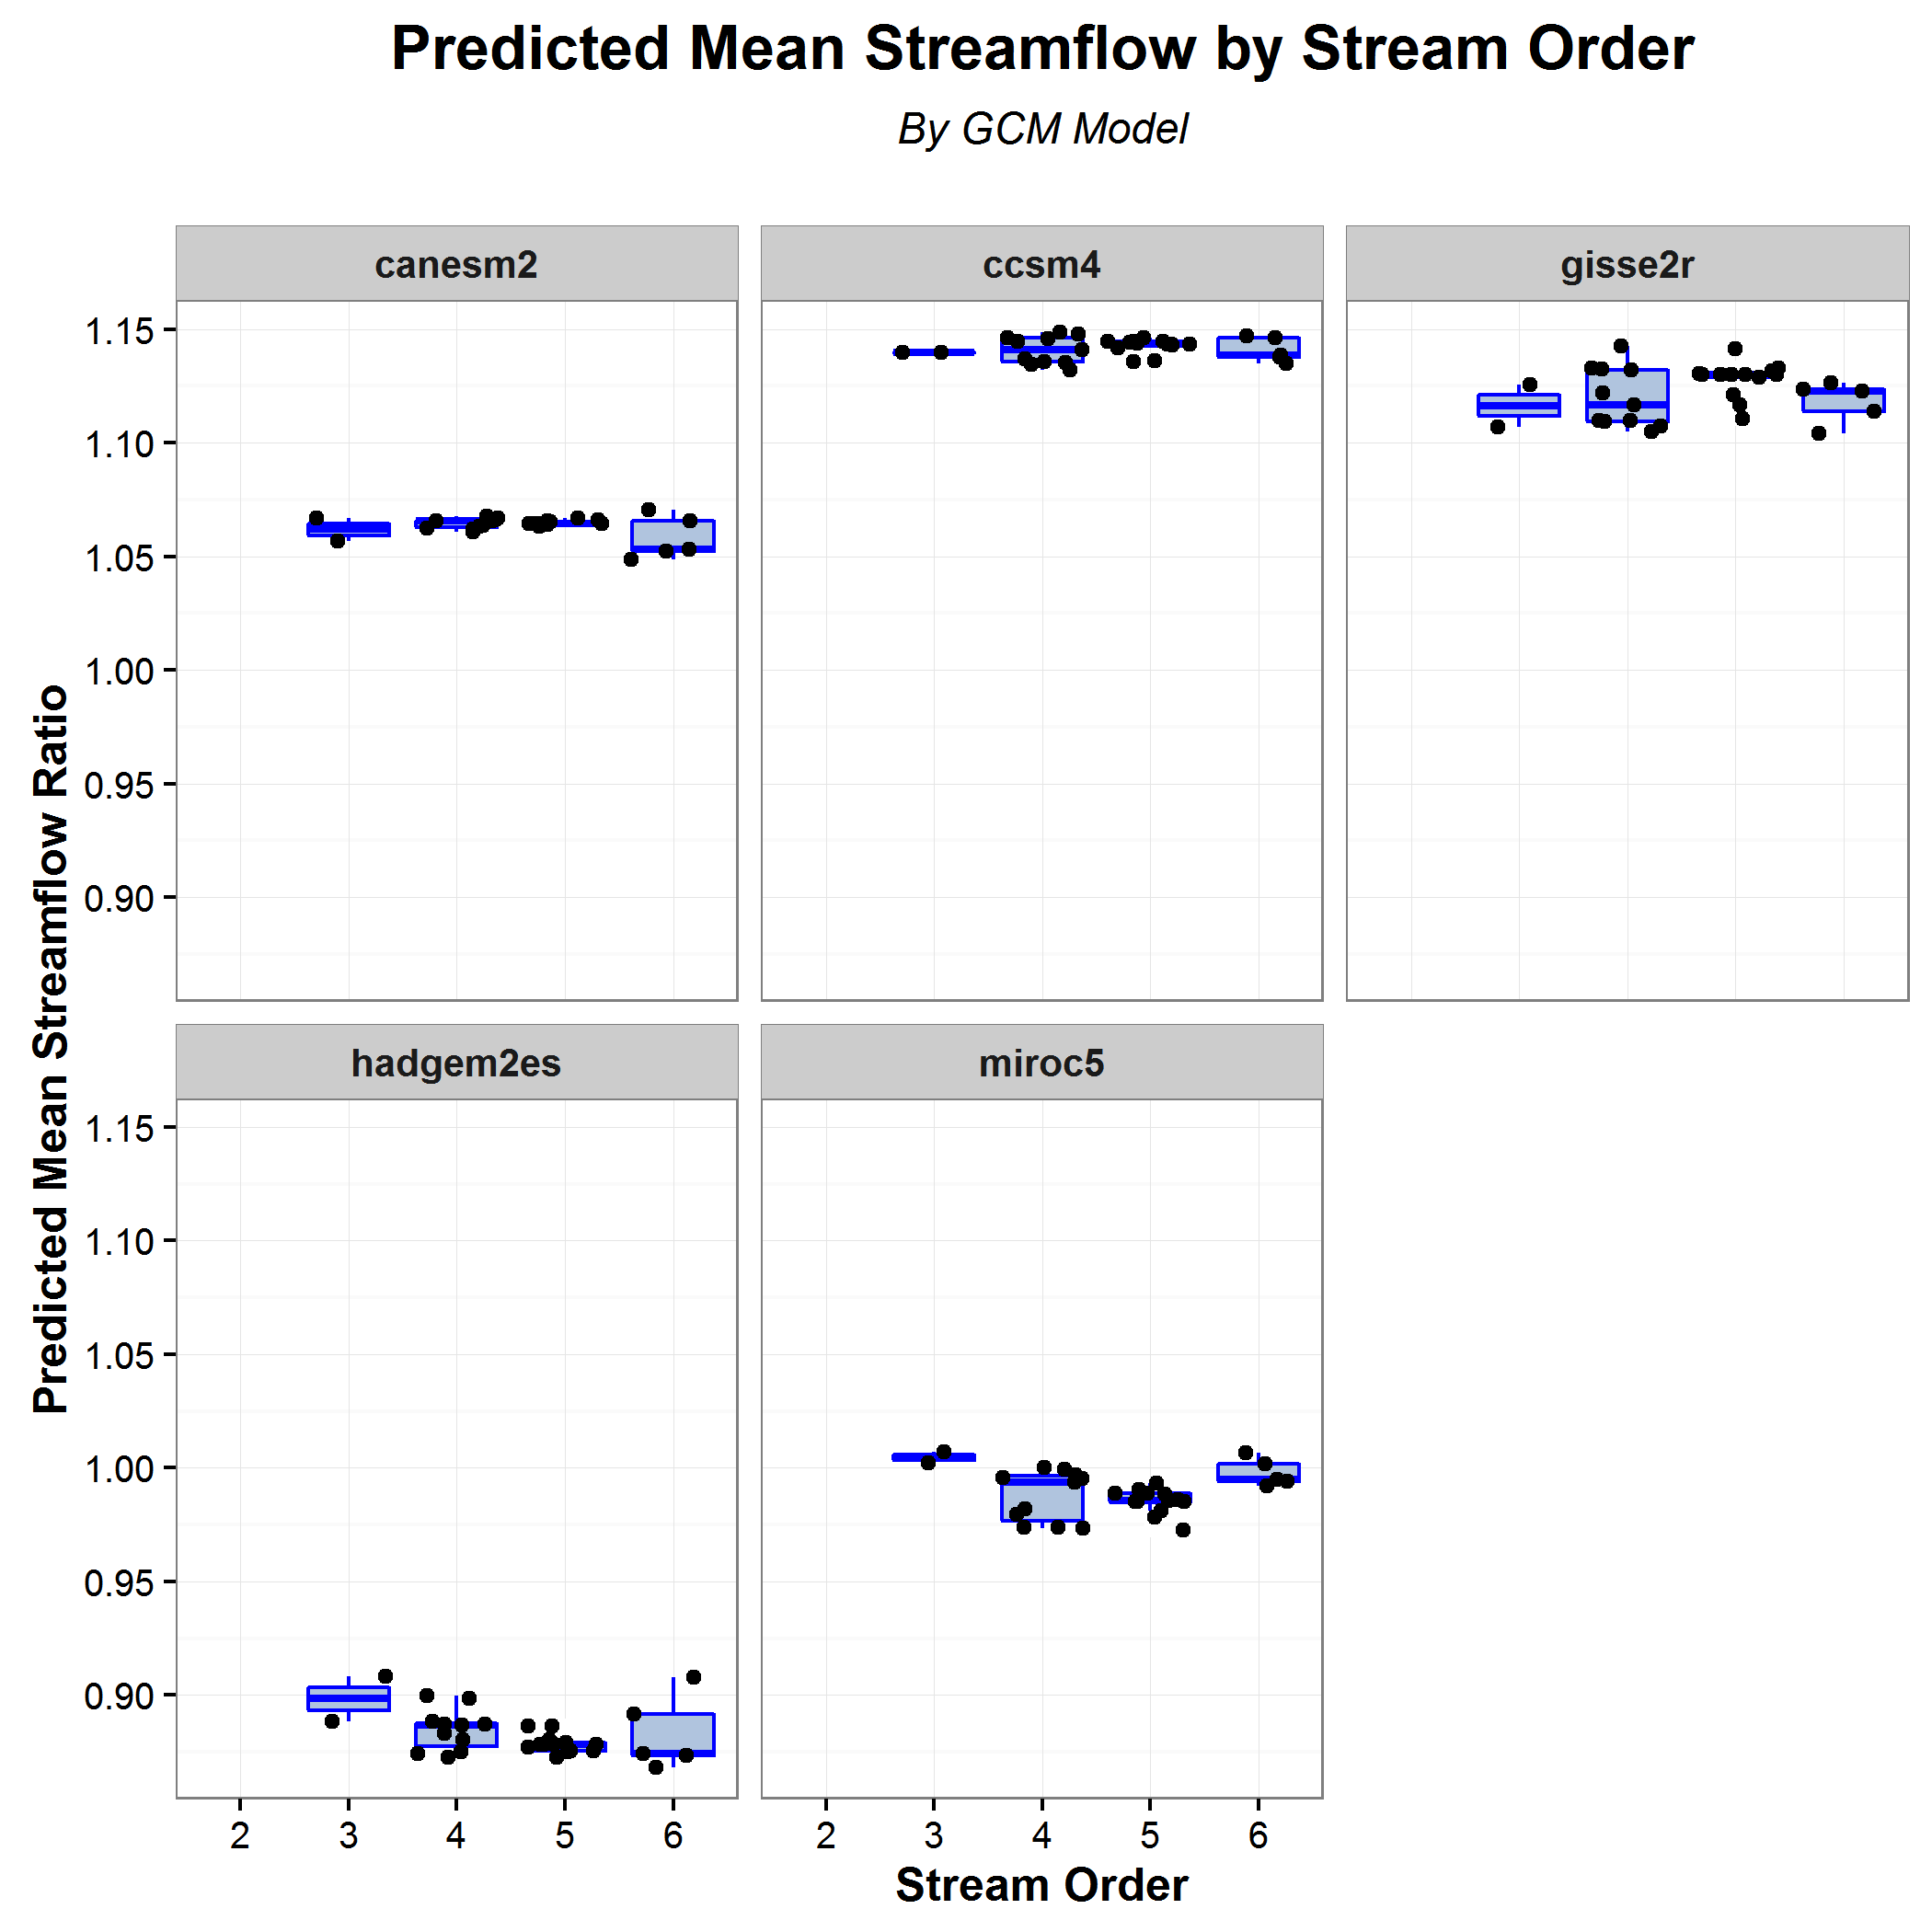 Predicted Mean Streamflow by Stream Order
By GCM Model
canesm2
ccsm4
gisse2r
1.15
1.10
1.05
1.00
0.95
0.90
Predicted Mean Streamflow Ratio
hadgem2es
miroc5
1.15
1.10
1.05
1.00
0.95
0.90
2 3 4 5 6
2 3 4 5 6
Stream Order